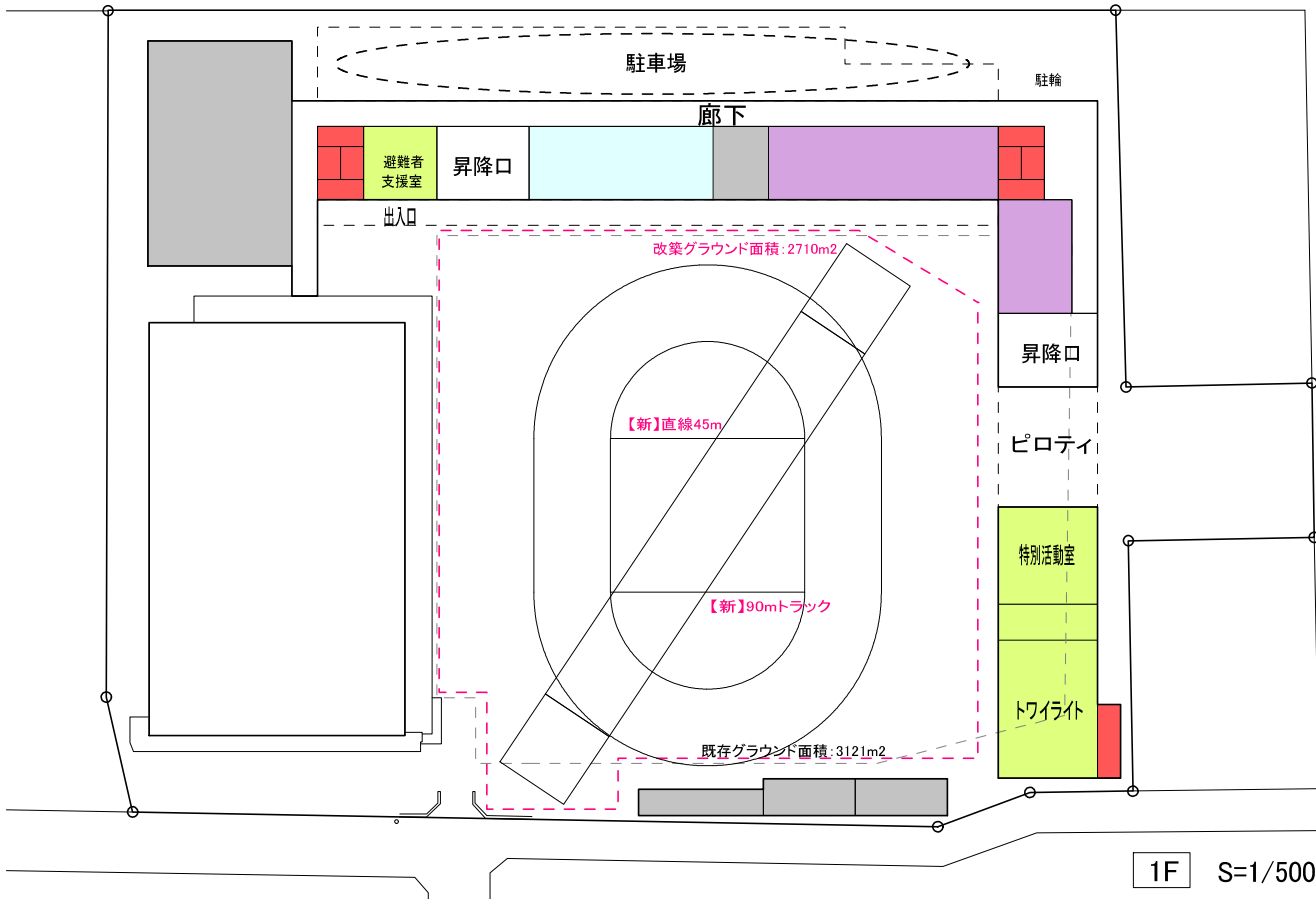 駐車場
駐輪
廊下
避難者
支援室
昇降口
出入口
改築グラウンド面積:2710m2
昇降口
【新】直線45m
ピロティ
特別活動室
【新】90mトラック
トワイライト
既存グラウンド面積:3121m2
1F S=1/500